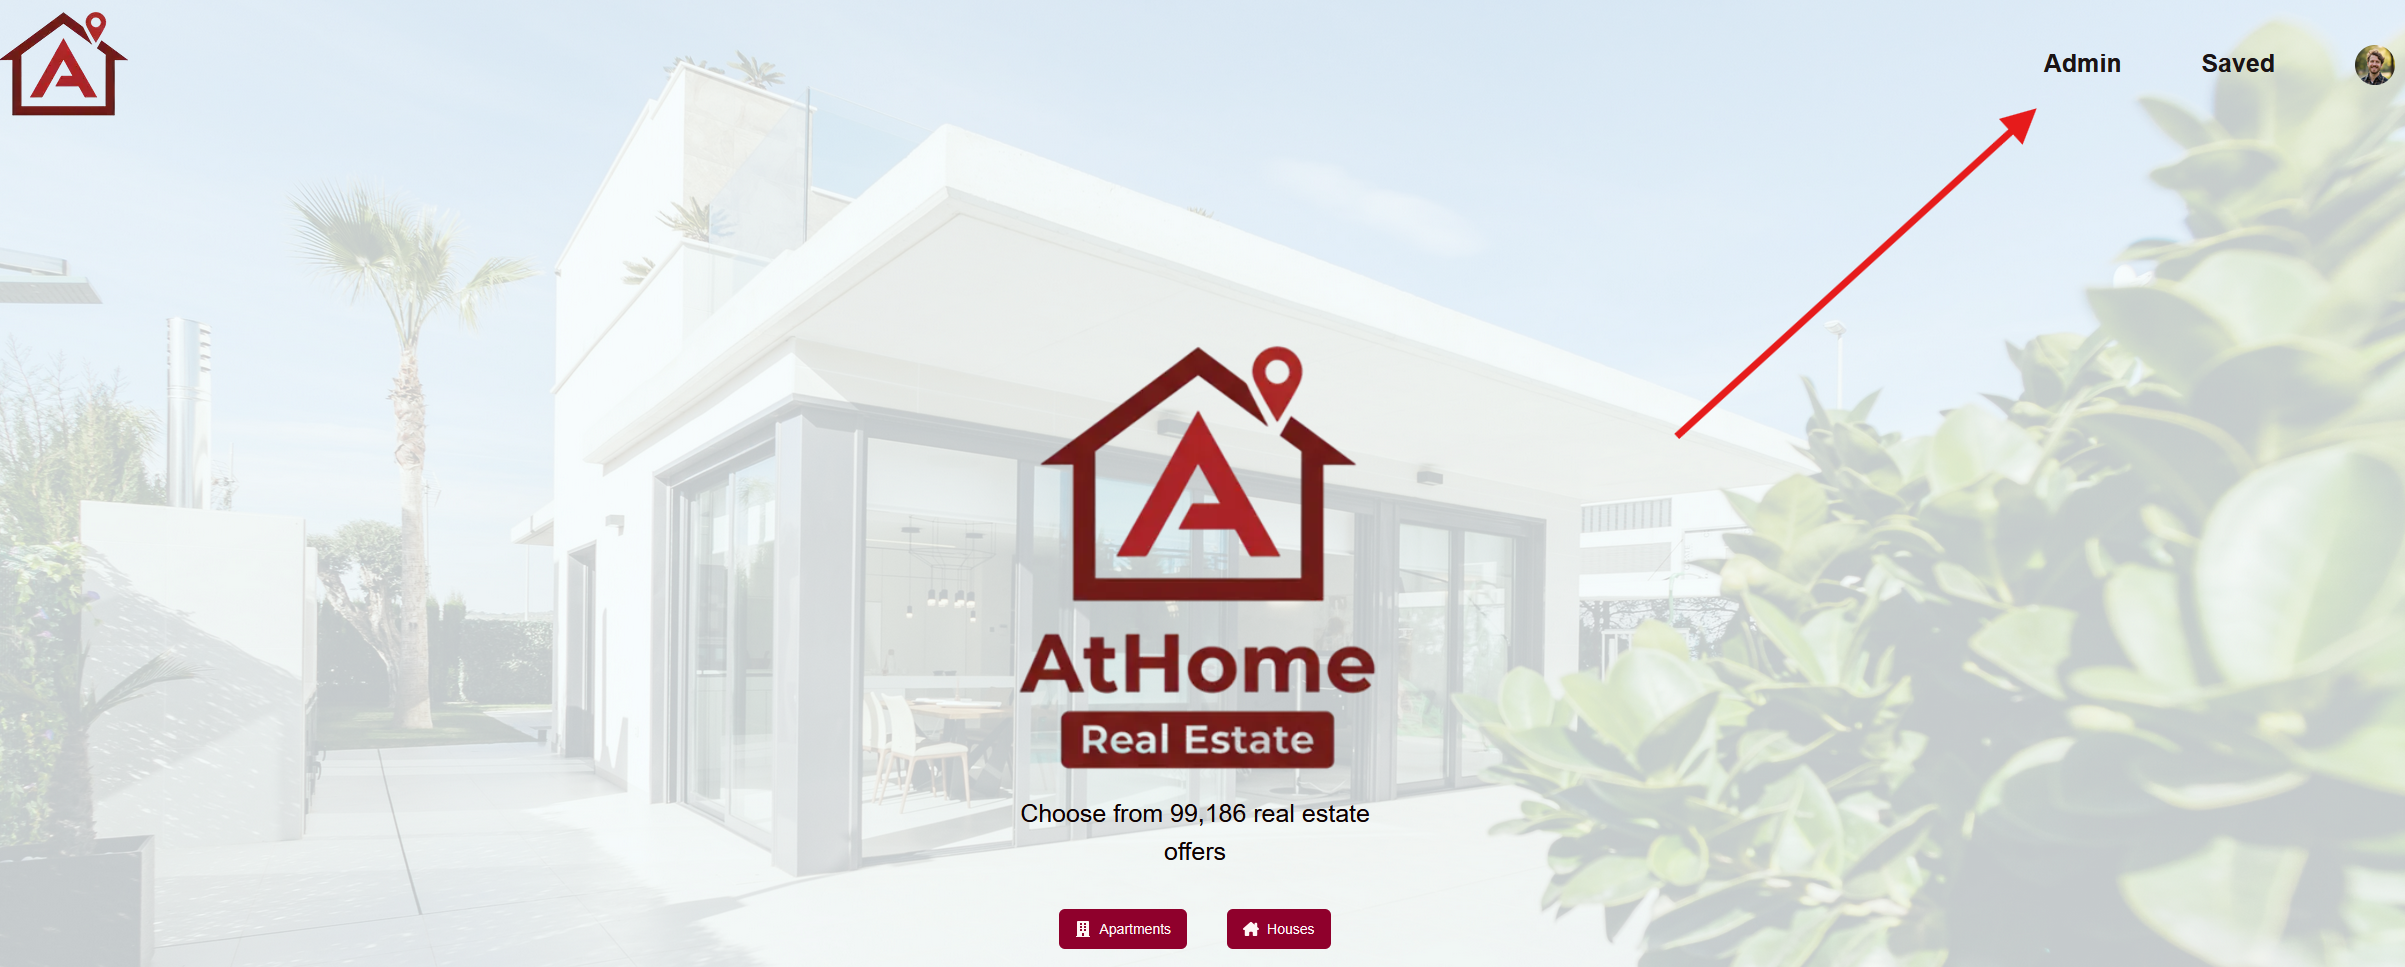 A
Admin
Saved
A
AtHome
Real Estate
Choose from 99,186 real estate
offers
Apartments
Houses